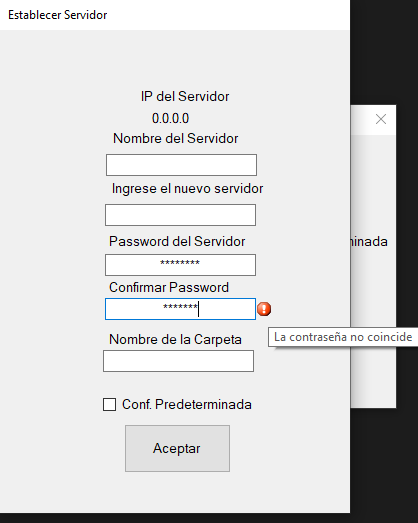 Establecer Servidor
IP del Servidor
0.0.0.0
Nombre del Servidor
Ingrese el nuevo servidor
minada
Password del Servidor
********
Confirmar Password
*******
La contraseña no coincide
Nombre de la Carpeta
Conf. Predeterminada
Aceptar